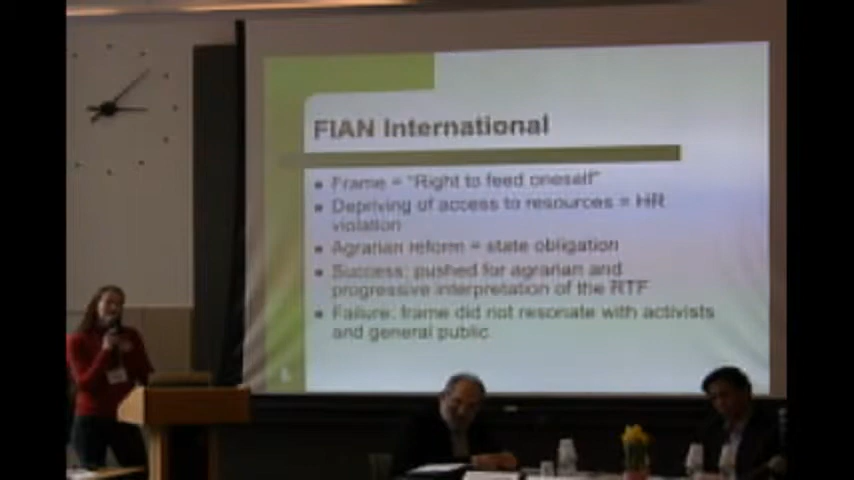 FIAN International
• Frame = "Right to feed oneself"
• Depriving of access to resources = HR
violation
• Agrarian reform = state obligation
• Success: pushed for agrarian and
progressive interpretation of the RTF
• Failure: frame did not resonate with activists
and general public.